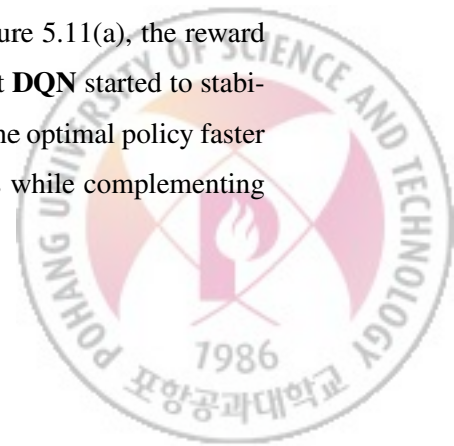 ure 5.11(a), the reward
t DQN started to stabi-
ne optimal policy faster
while complementing
POHANG UNIVERSITY OF SCIENCE AND TECHNOLOGY
1986
포항공과대학교